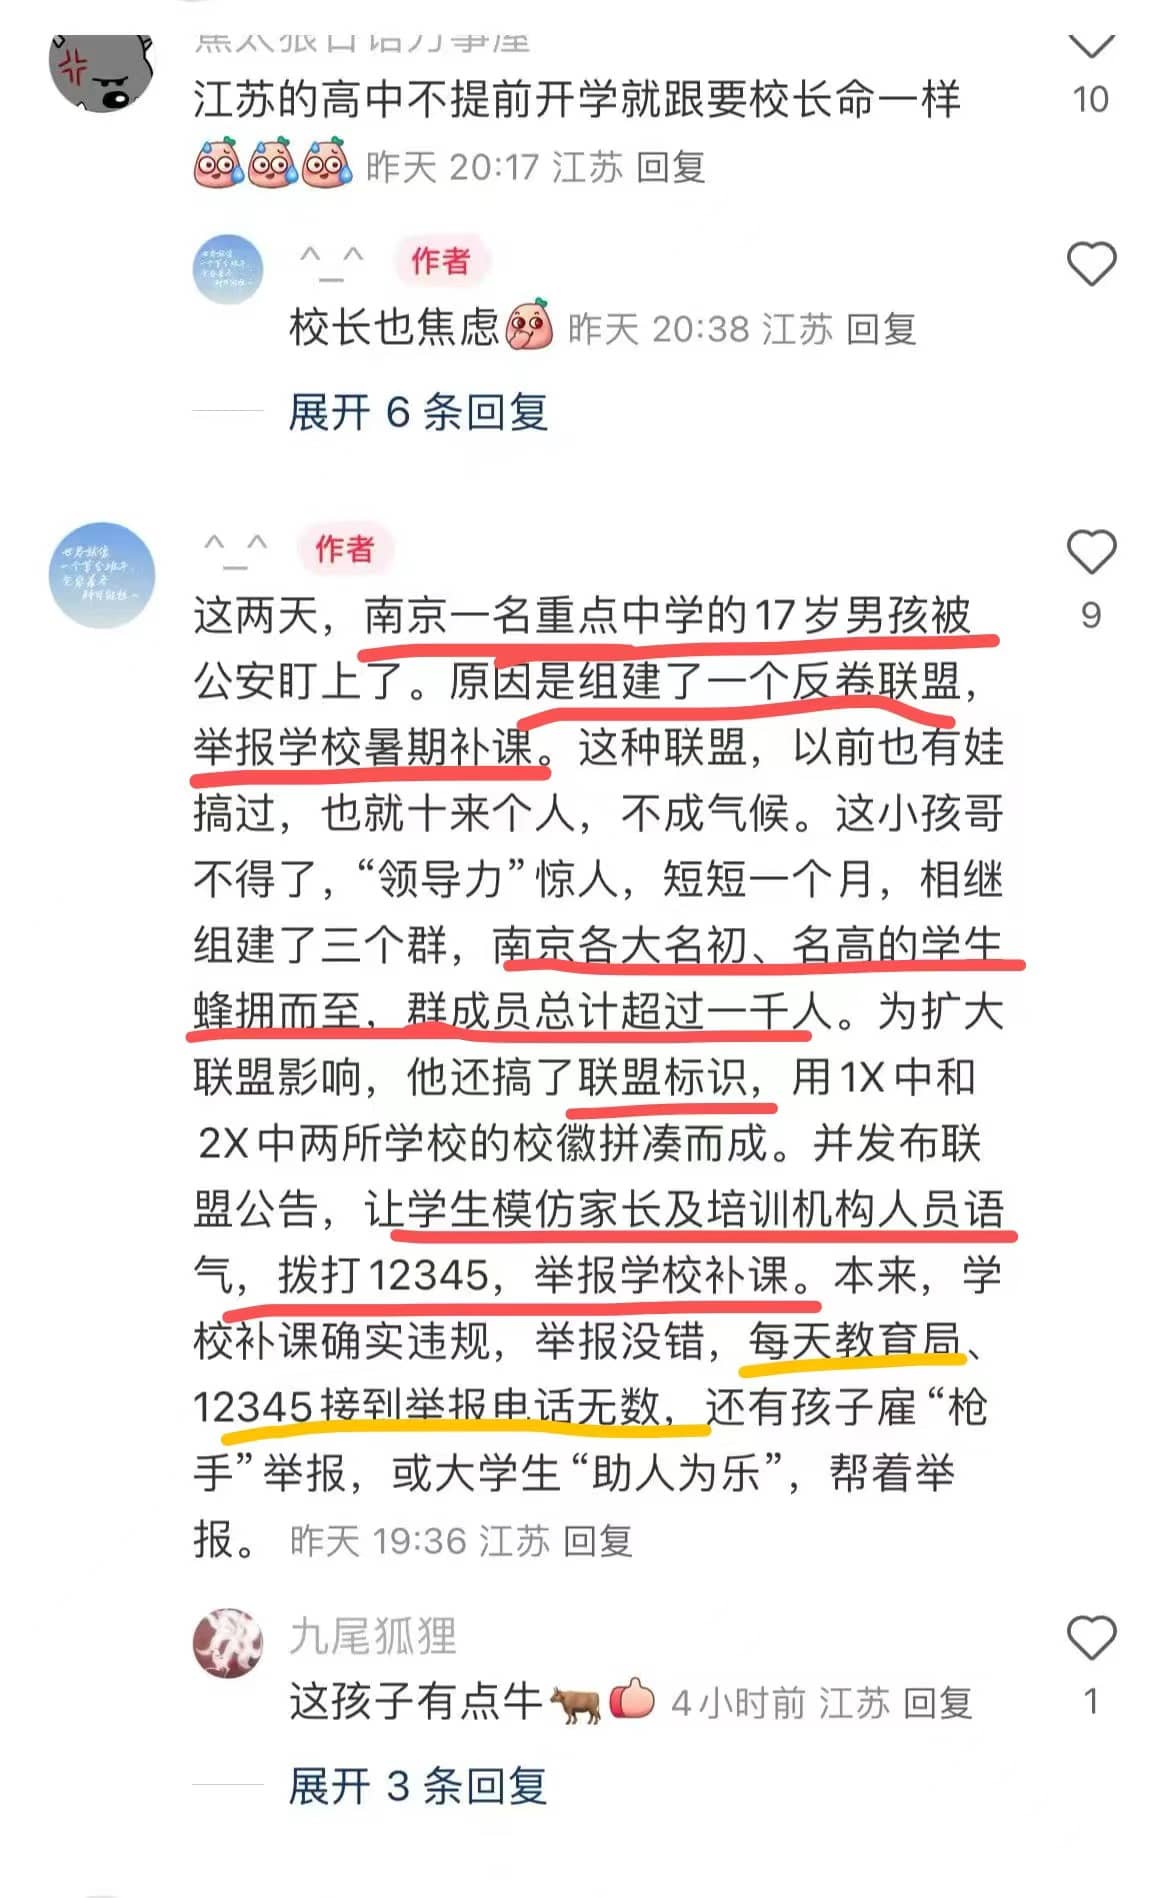 江苏的高中不提前开学就跟要校长命一样
10
昨天 20:17 江苏 回复
^_^ 作者
校长也焦虑 昨天 20:38 江苏 回复
展开 6 条回复
^_^ 作者
这两天，南京一名重点中学的17岁男孩被
9
公安盯上了。原因是组建了一个反卷联盟，
举报学校暑期补课。这种联盟，以前也有娃
搞过，也就十来个人，不成气候。这小孩哥
不得了，“领导力”惊人，短短一个月，相继
组建了三个群，南京各大名初、名高的学生
蜂拥而至，群成员总计超过一千人。为扩大
联盟影响，他还搞了联盟标识，用1X中和
2X中两所学校的校徽拼凑而成。并发布联
盟公告，让学生模仿家长及培训机构人员语
气，拨打12345，举报学校补课。本来，学
校补课确实违规，举报没错，每天教育局、
12345接到举报电话无数，还有孩子雇“枪
手”举报，或大学生“助人为乐”，帮着举
报。 昨天 19:36 江苏 回复
九尾狐狸
这孩子有点牛 4小时前 江苏 回复
1
展开 3 条回复